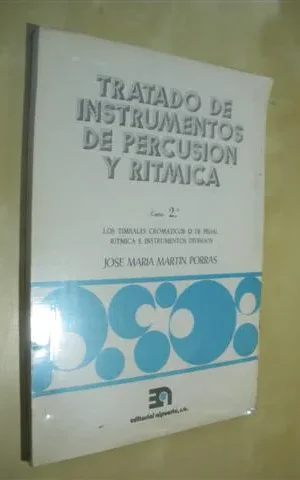 TRATADO DE
INSTRUMENTOS
DE PERCUSION
Y RITMICA
Curso 2º
LOS TIMBALES CROMATICOS O DE PEDAL
RITMICA E INSTRUMENTOS DIVERSOS
JOSE MARIA MARTIN PORRAS
editorial alpuerto, s.a.